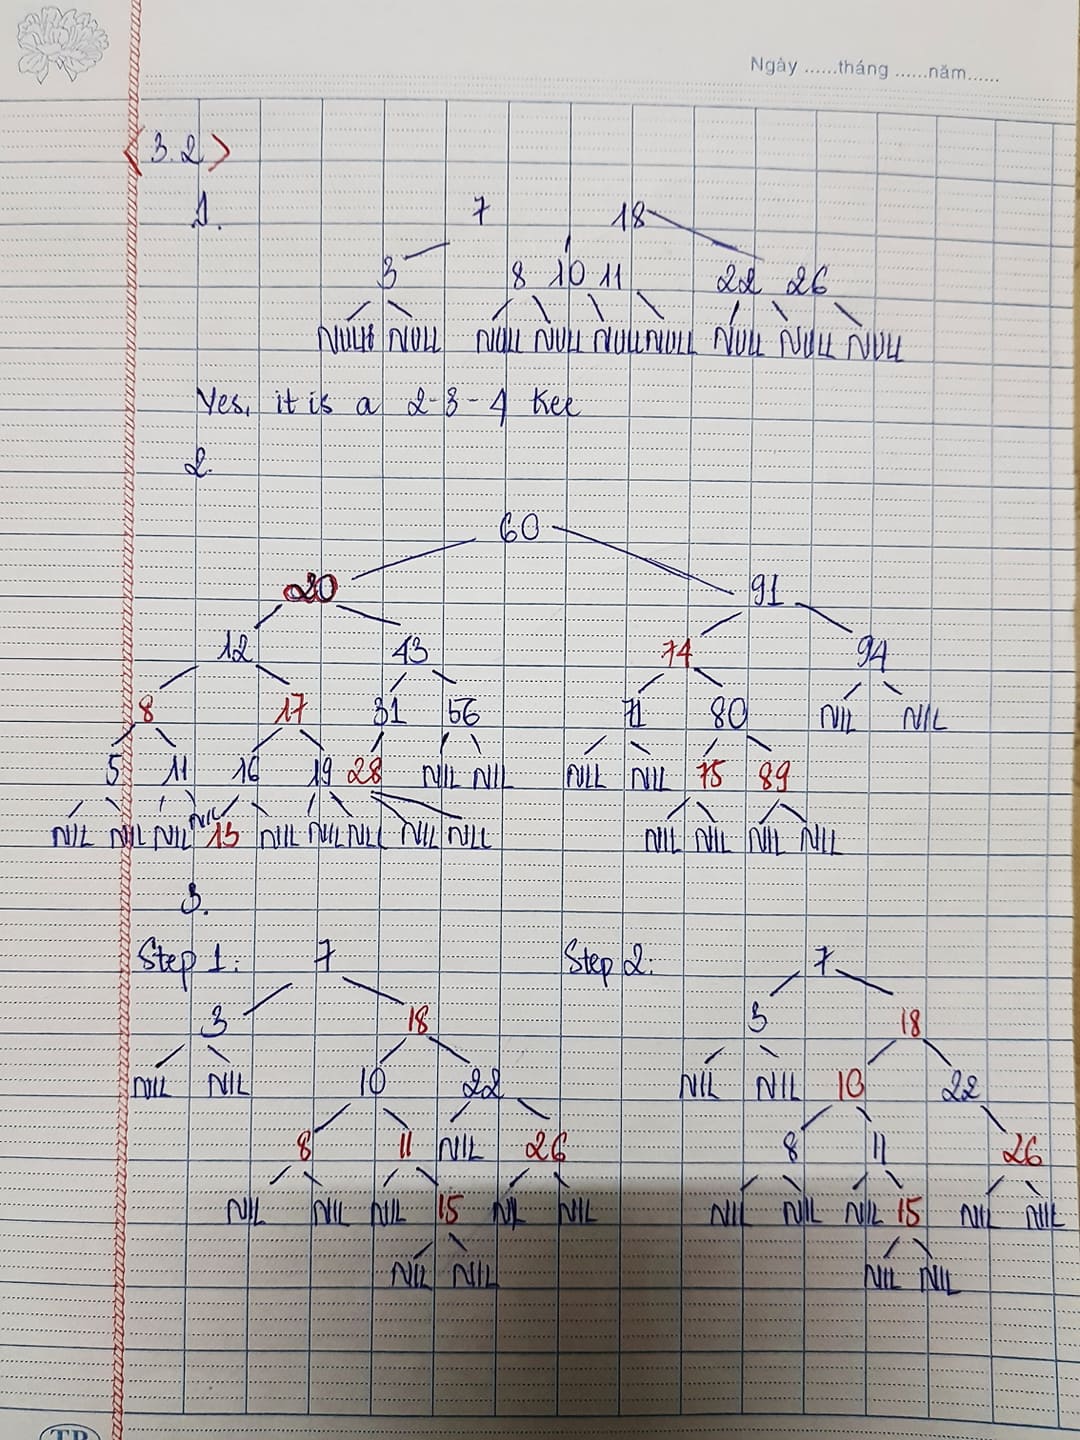 Ngày ......tháng ......năm......
<3.2>
1.
7 18
3 8 10 11 22 26
NULL NULL NULL NULL NULL NULL NULL NULL NULL
Yes, it is a 2-3-4 tree
2.
60
20 91
12 43 74 94
8 17 31 56 71 80 NIL NIL
5 11 16 19 28 NIL NIL NIL NIL 75 89
NIL NIL NIL NIL 13 NIL NIL NIL NIL NIL NIL NIL NIL NIL
3.
Step 1: 7 Step 2: 7
3 18 3 18
NIL NIL 10 22 NIL NIL 10 22
8 11 NIL 26 8 11 26
NIL NIL NIL 15 NIL NIL NIL NIL NIL 15 NIL NIL
NIL NIL NIL NIL
TP